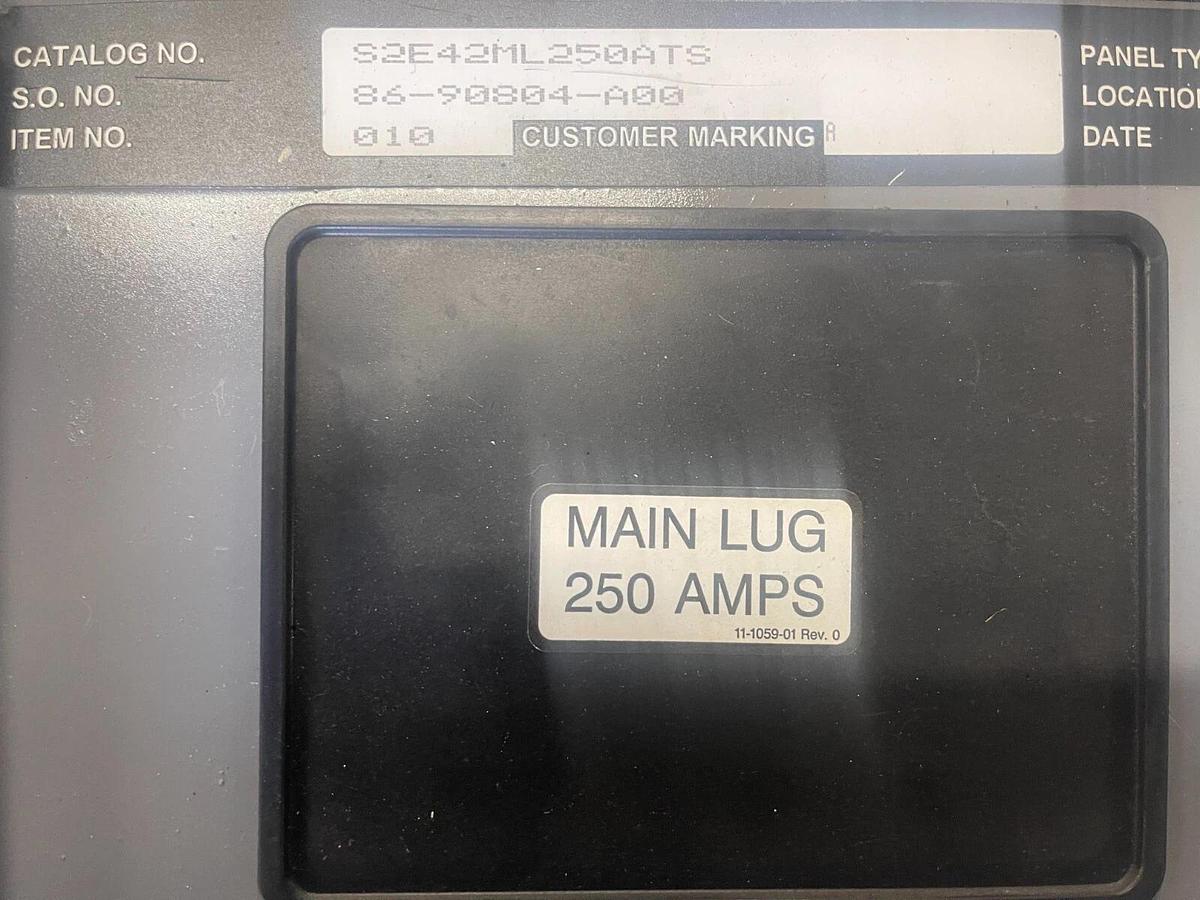 CATALOG NO. S2E42ML250ATS PANEL TY
S.O. NO. 86-90804-A00 LOCATION
ITEM NO. 010 CUSTOMER MARKING A DATE
MAIN LUG
250 AMPS
11-1059-01 Rev. 0